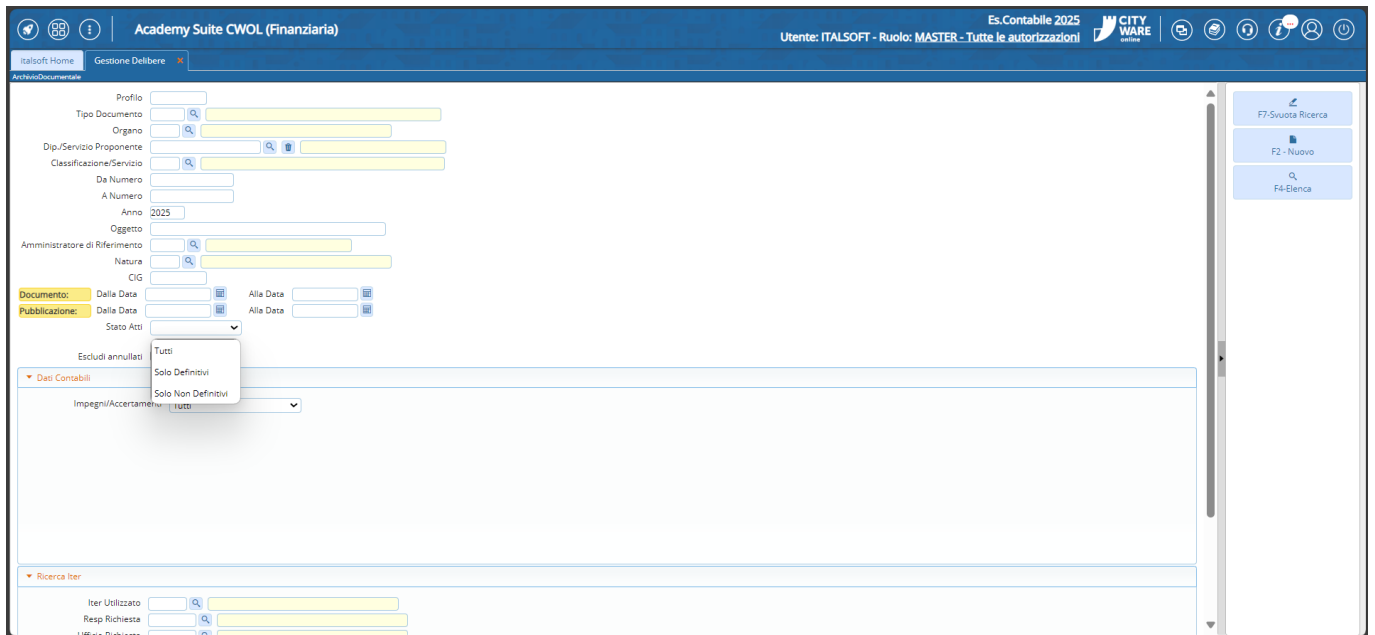 Academy Suite CWOL (Finanziaria)
Es.Contabile 2025
Utente: ITALSOFT - Ruolo: MASTER - Tutte le autorizzazioni
CITY
WARE
online
italsoft Home
Gestione Delibere ×
ArchivioDocumentale
Profilo
Tipo Documento
Organo
Dip./Servizio Proponente
Classificazione/Servizio
Da Numero
A Numero
Anno 2025
Oggetto
Amministratore di Riferimento
Natura
CIG
Documento: Dalla Data Alla Data
Pubblicazione: Dalla Data Alla Data
Stato Atti
Tutti
Escludi annullati
Solo Definitivi
Solo Non Definitivi
Dati Contabili
Impegni/Accertamenti Tutti
Ricerca Iter
Iter Utilizzato
Resp Richiesta
Ufficio Richiesta
F7-Svuota Ricerca
F2 - Nuovo
F4-Elenca